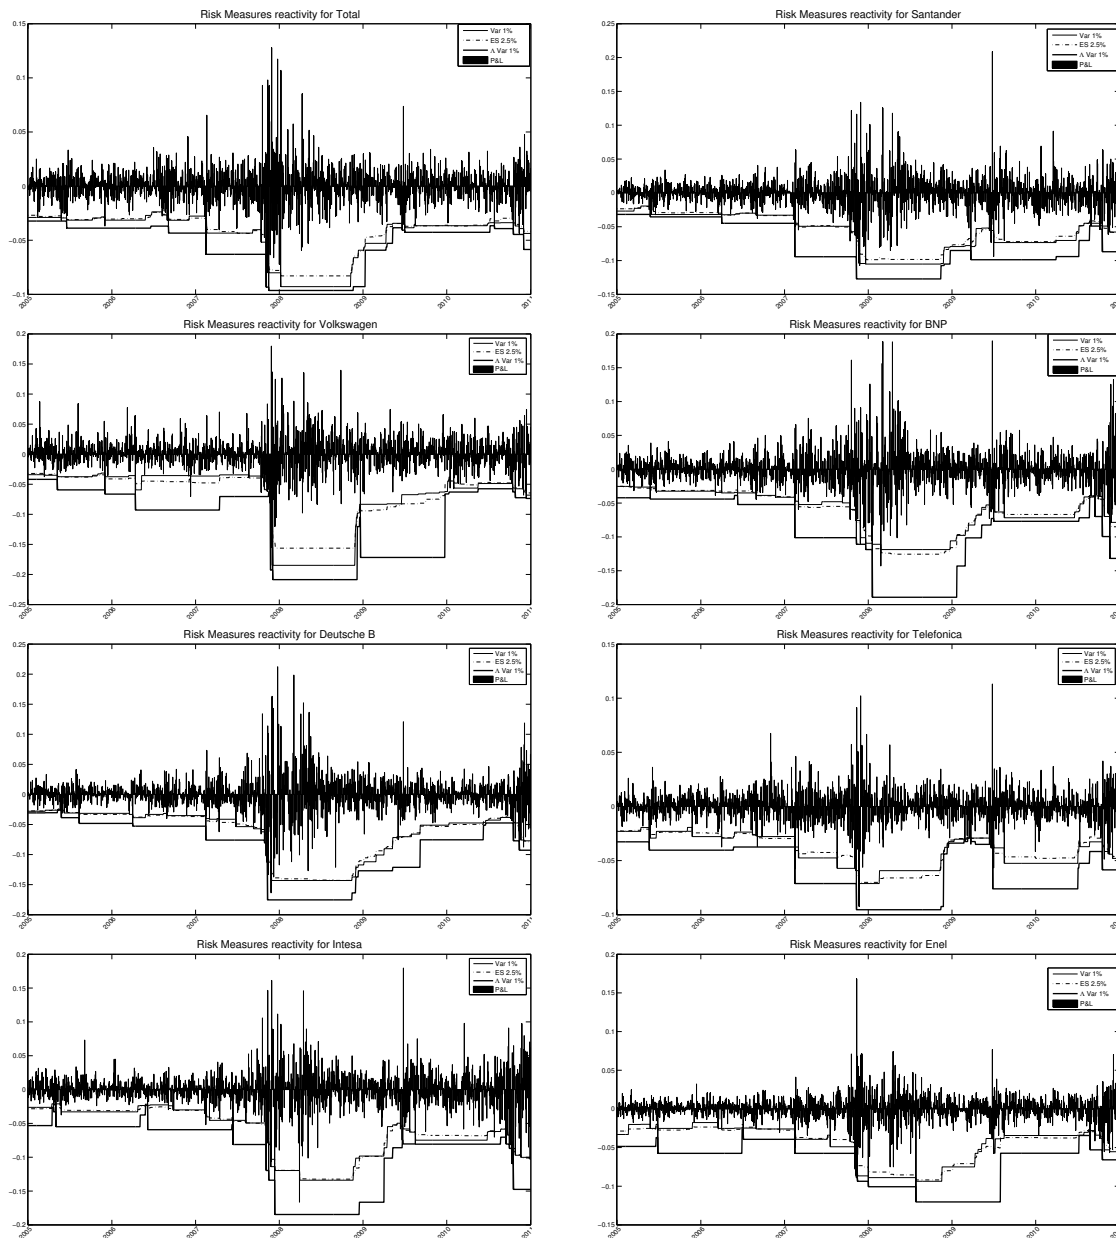 Risk Measures reactivity for Total
0.15
0.1
0.05
0
−0.05
−0.1
2005
2006
2007
2008
2009
2010
2011
Var 1%
ES 2.5%
Λ Var 1%
P&L
Risk Measures reactivity for Santander
0.25
0.2
0.15
0.1
0.05
0
−0.05
−0.1
−0.15
2005
2006
2007
2008
2009
2010
Var 1%
ES 2.5%
Λ Var 1%
P&L
Risk Measures reactivity for Volkswagen
0.2
0.15
0.1
0.05
0
−0.05
−0.1
−0.15
−0.2
−0.25
2005
2006
2007
2008
2009
2010
2011
Var 1%
ES 2.5%
Λ Var 1%
P&L
Risk Measures reactivity for BNP
0.2
0.15
0.1
0.05
0
−0.05
−0.1
−0.15
−0.2
2005
2006
2007
2008
2009
2010
Var 1%
ES 2.5%
Λ Var 1%
P&L
Risk Measures reactivity for Deutsche B
0.25
0.2
0.15
0.1
0.05
0
−0.05
−0.1
−0.15
−0.2
2005
2006
2007
2008
2009
2010
2011
Var 1%
ES 2.5%
Λ Var 1%
P&L
Risk Measures reactivity for Telefonica
0.15
0.1
0.05
0
−0.05
−0.1
2005
2006
2007
2008
2009
2010
Var 1%
ES 2.5%
Λ Var 1%
P&L
Risk Measures reactivity for Intesa
0.2
0.15
0.1
0.05
0
−0.05
−0.1
−0.15
−0.2
2005
2006
2007
2008
2009
2010
2011
Var 1%
ES 2.5%
Λ Var 1%
P&L
Risk Measures reactivity for Enel
0.2
0.15
0.1
0.05
0
−0.05
−0.1
−0.15
2005
2006
2007
2008
2009
2010
Var 1%
ES 2.5%
Λ Var 1%
P&L